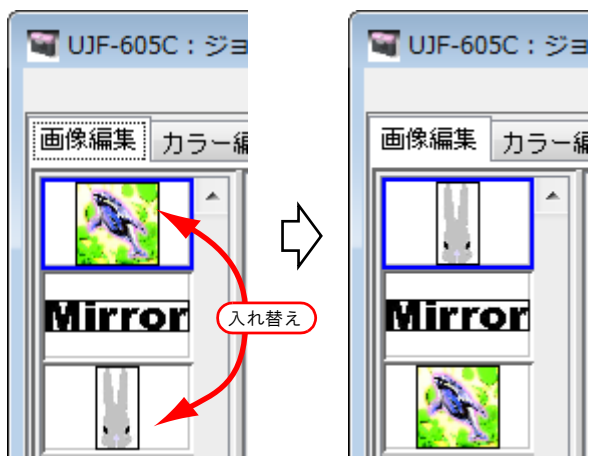 UJF-605C：ジョ
画像編集 カラー編
Mirror
入れ替え
UJF-605C：ジョ
画像編集 カラー編
Mirror